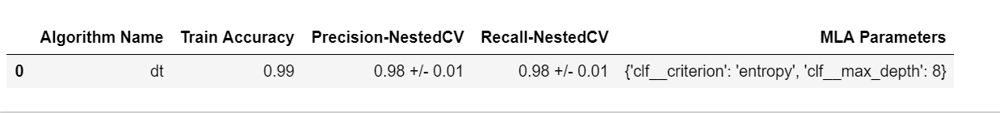 Algorithm Name Train Accuracy Precision-NestedCV Recall-NestedCV MLA Parameters
0 dt 0.99 0.98 +/- 0.01 0.98 +/- 0.01 {'clf__criterion': 'entropy', 'clf__max_depth': 8}